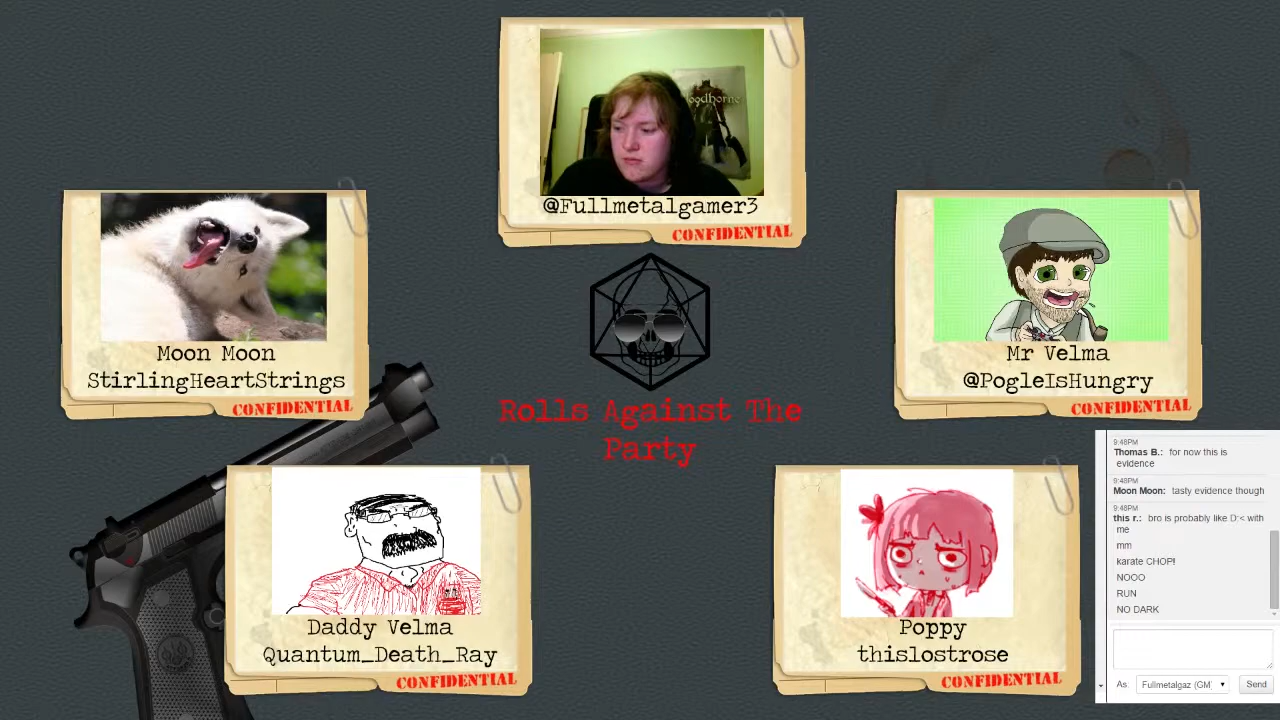 loodhorne
@Fullmetalgamer3
CONFIDENTIAL
Moon Moon
StirlingHeartStrings
CONFIDENTIAL
Mr Velma
@PogleIsHungry
CONFIDENTIAL
Rolls Against The
Party
Daddy Velma
Quantum_Death_Ray
CONFIDENTIAL
Poppy
thislostrose
CONFIDENTIAL
9:48PM
Thomas B.: for now this is
evidence
9:48PM
Moon Moon: tasty evidence though
9:48PM
this r.: bro is probably like D:< with
me
mm
karate CHOP!!
NOOO
RUN
NO DARK
As: Fullmetalgaz (GM) Send